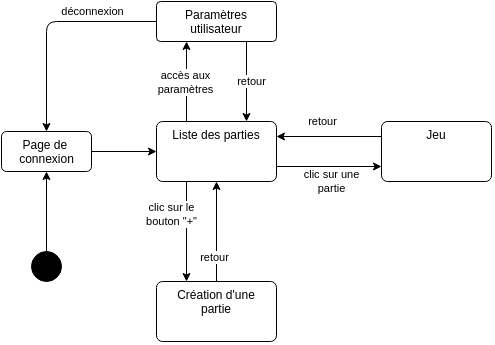 déconnexion
Paramètres
utilisateur
accès aux
paramètres
retour
Page de
connexion
Liste des parties
retour
Jeu
clic sur une
partie
clic sur le
bouton "+"
retour
Création d'une
partie